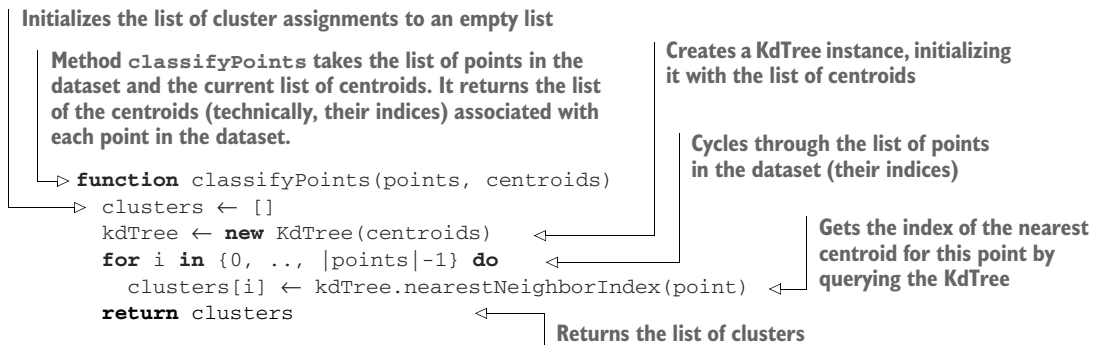 Initializes the list of cluster assignments to an empty list
Method classifyPoints takes the list of points in the
dataset and the current list of centroids. It returns the list
of the centroids (technically, their indices) associated with
each point in the dataset.
Creates a KdTree instance, initializing
it with the list of centroids
Cycles through the list of points
in the dataset (their indices)
function classifyPoints(points, centroids)
clusters ← []
kdTree ← new KdTree(centroids)
for i in {0, .., |points|-1} do
clusters[i] ← kdTree.nearestNeighborIndex(point)
return clusters
Gets the index of the nearest
centroid for this point by
querying the KdTree
Returns the list of clusters